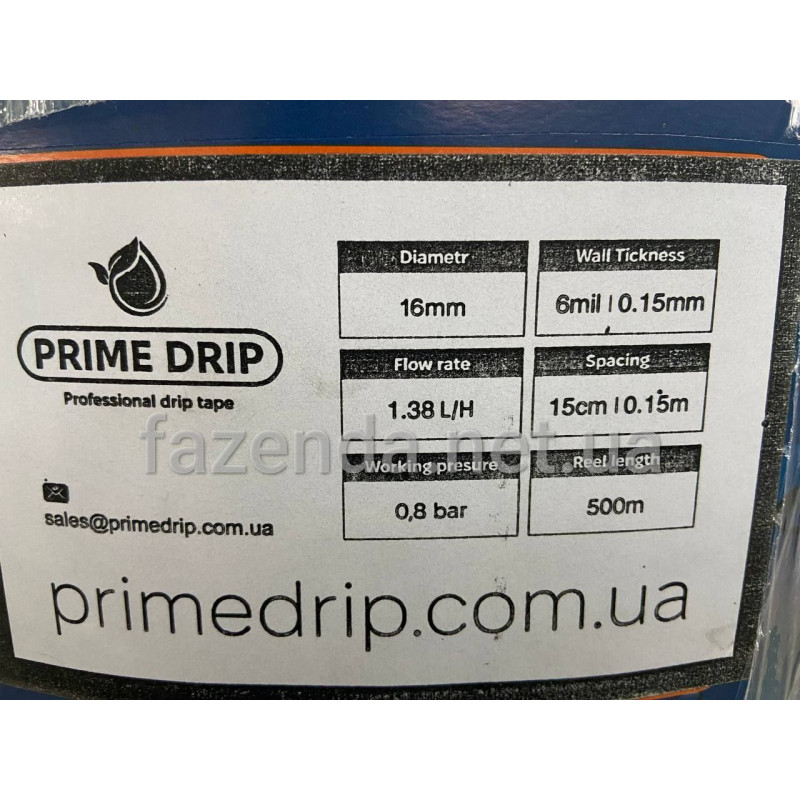 PRIME DRIP
Professional drip tape
sales@primedrip.com.ua
Diametr
16mm
Wall Tickness
6mil | 0.15mm
Flow rate
1.38 L/H
Spacing
15cm | 0.15m
Working presure
0,8 bar
Reel length
500m
fazenda.net.ua
primedrip.com.ua